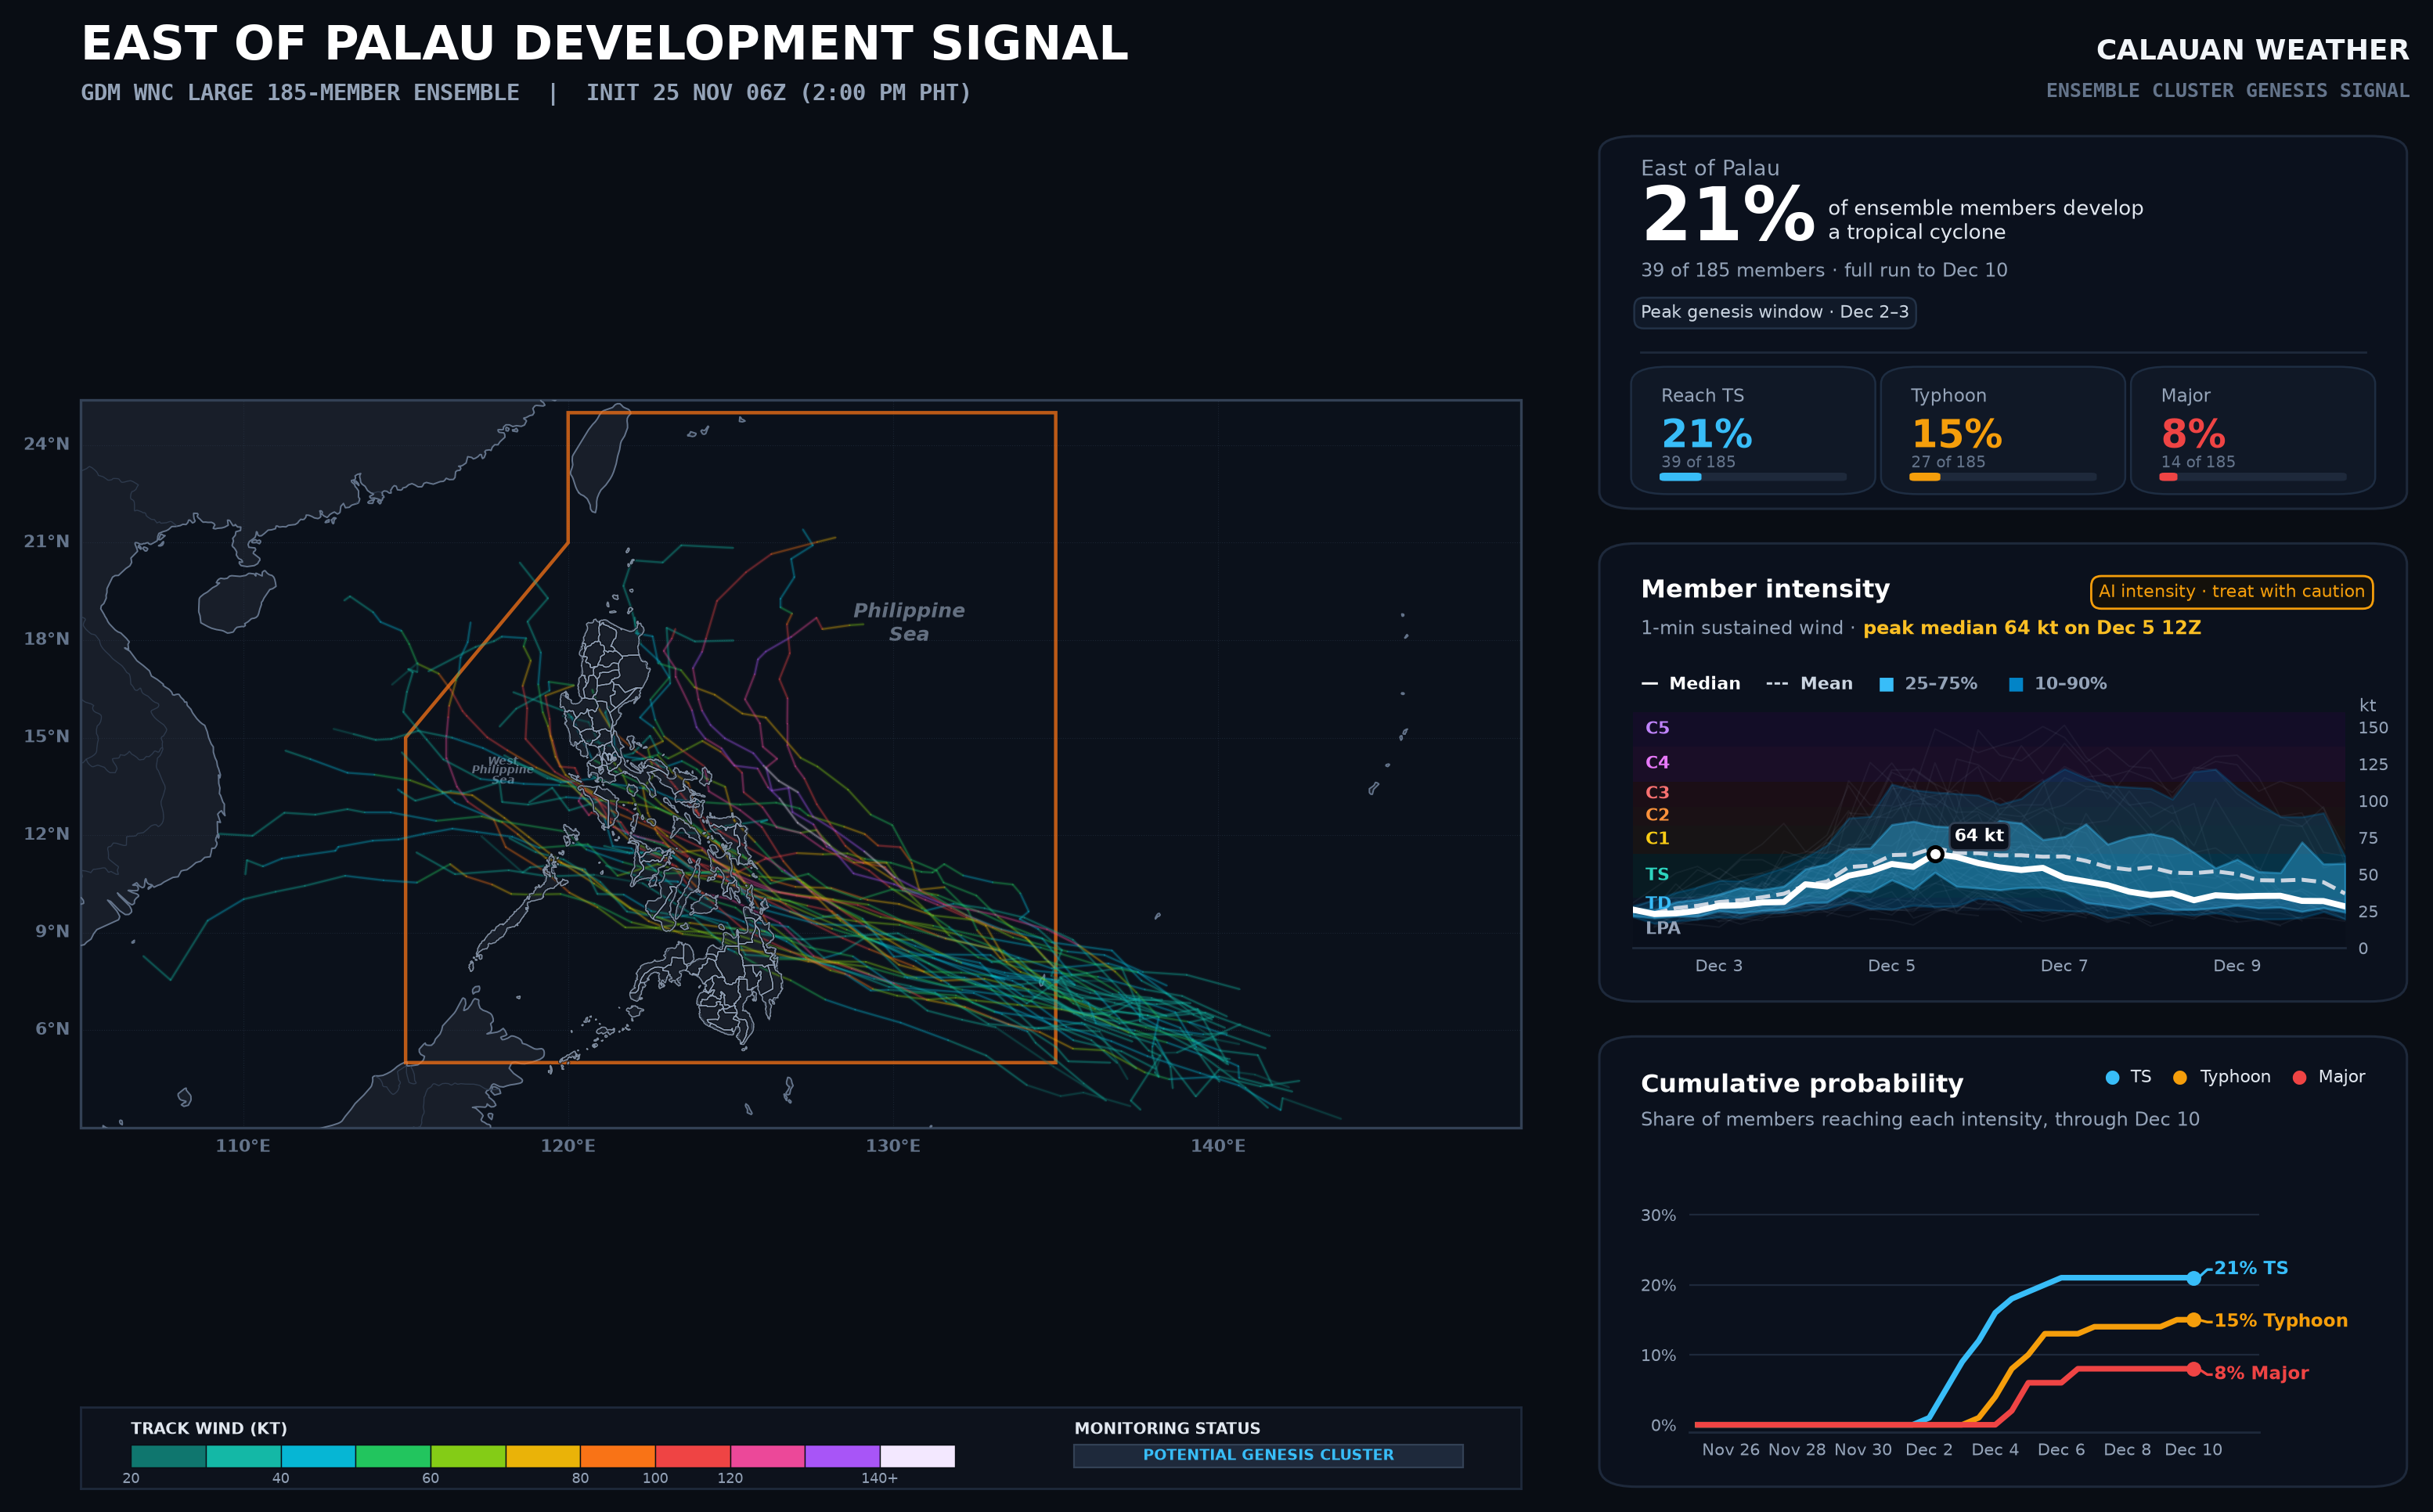 EAST OF PALAU DEVELOPMENT SIGNAL
GDM WNC LARGE 185-MEMBER ENSEMBLE | INIT 25 NOV 06Z (2:00 PM PHT)
CALAUAN WEATHER
ENSEMBLE CLUSTER GENESIS SIGNAL
24°N
21°N
18°N
15°N
12°N
9°N
6°N
110°E
120°E
130°E
140°E
Philippine
Sea
West
Philippine
Sea
TRACK WIND (KT)
20
40
60
80
100
120
140+
MONITORING STATUS
POTENTIAL GENESIS CLUSTER
East of Palau
21%
of ensemble members develop
a tropical cyclone
39 of 185 members · full run to Dec 10
Peak genesis window · Dec 2–3
Reach TS
21%
39 of 185
Typhoon
15%
27 of 185
Major
8%
14 of 185
Member intensity
AI intensity · treat with caution
1-min sustained wind · peak median 64 kt on Dec 5 12Z
Median
Mean
25–75%
10–90%
kt
150
125
100
75
50
25
0
C5
C4
C3
C2
C1
TS
TD
LPA
64 kt
Dec 3
Dec 5
Dec 7
Dec 9
Cumulative probability
TS
Typhoon
Major
Share of members reaching each intensity, through Dec 10
30%
20%
10%
0%
21% TS
15% Typhoon
8% Major
Nov 26
Nov 28
Nov 30
Dec 2
Dec 4
Dec 6
Dec 8
Dec 10